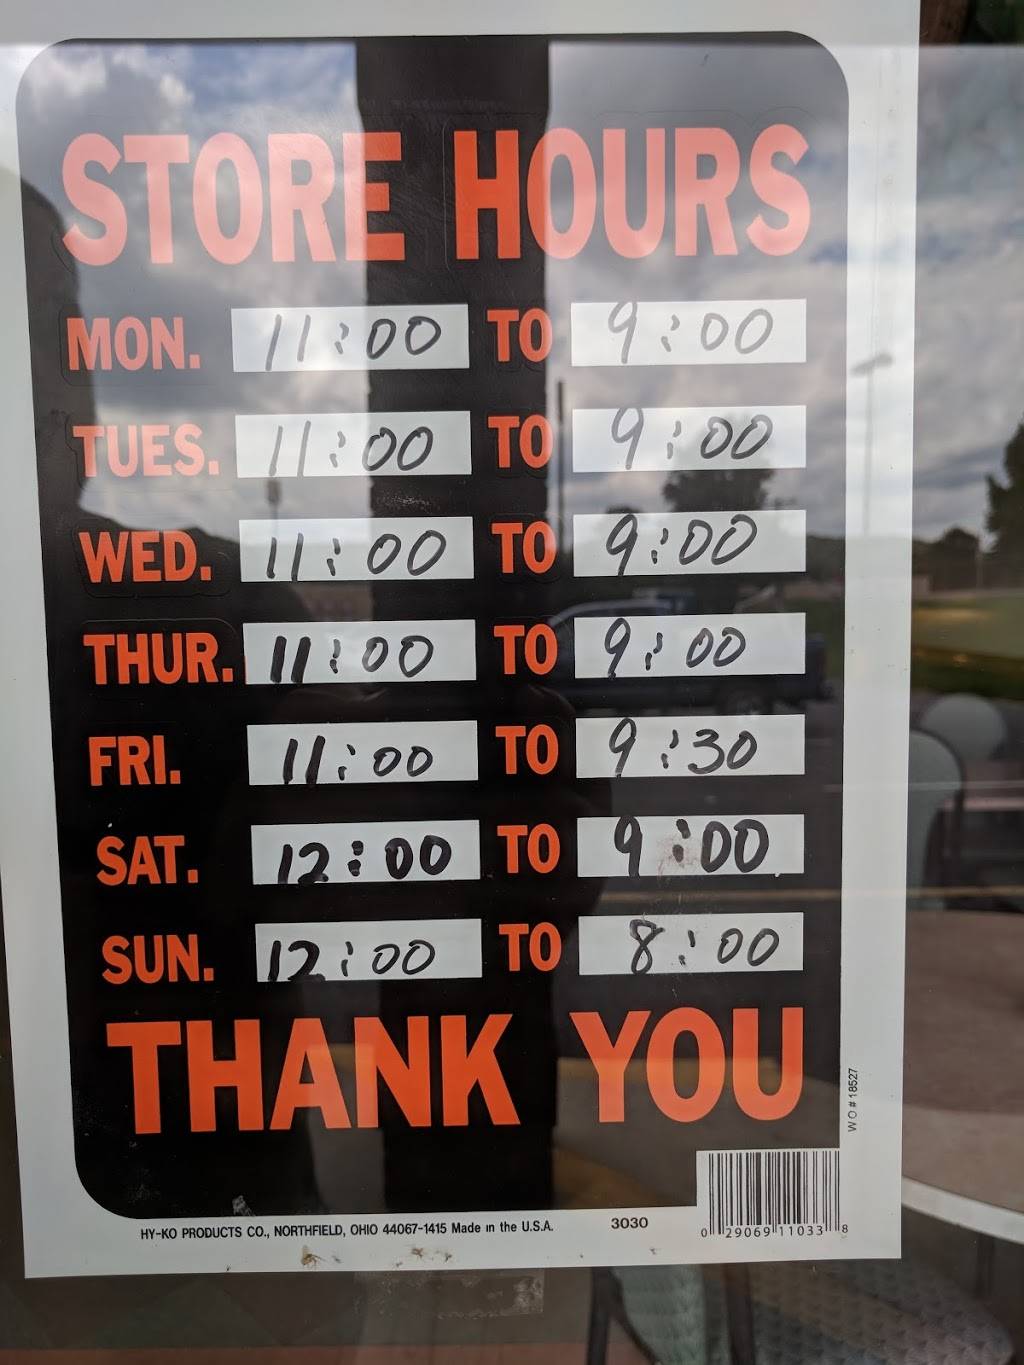 STORE HOURS
MON. 11:00 TO 9:00
TUES. 11:00 TO 9:00
WED. 11:00 TO 9:00
THUR. 11:00 TO 9:00
FRI. 11:00 TO 9:30
SAT. 12:00 TO 9:00
SUN. 12:00 TO 8:00
THANK YOU
W O # 18527
HY-KO PRODUCTS CO., NORTHFIELD, OHIO 44067-1415 Made in the U.S.A. 3030
0 29069 11033 8